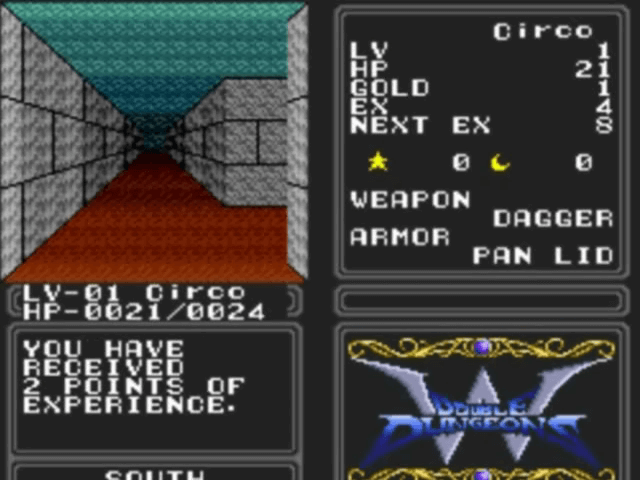 Circo
LV 1
HP 21
GOLD 1
EX 4
NEXT EX 8
0 0
WEAPON
DAGGER
ARMOR
PAN LID
LV-01 Circo
HP-0021/0024
YOU HAVE
RECEIVED
2 POINTS OF
EXPERIENCE.
SOUTH
W
DOUBLE
DUNGEONS